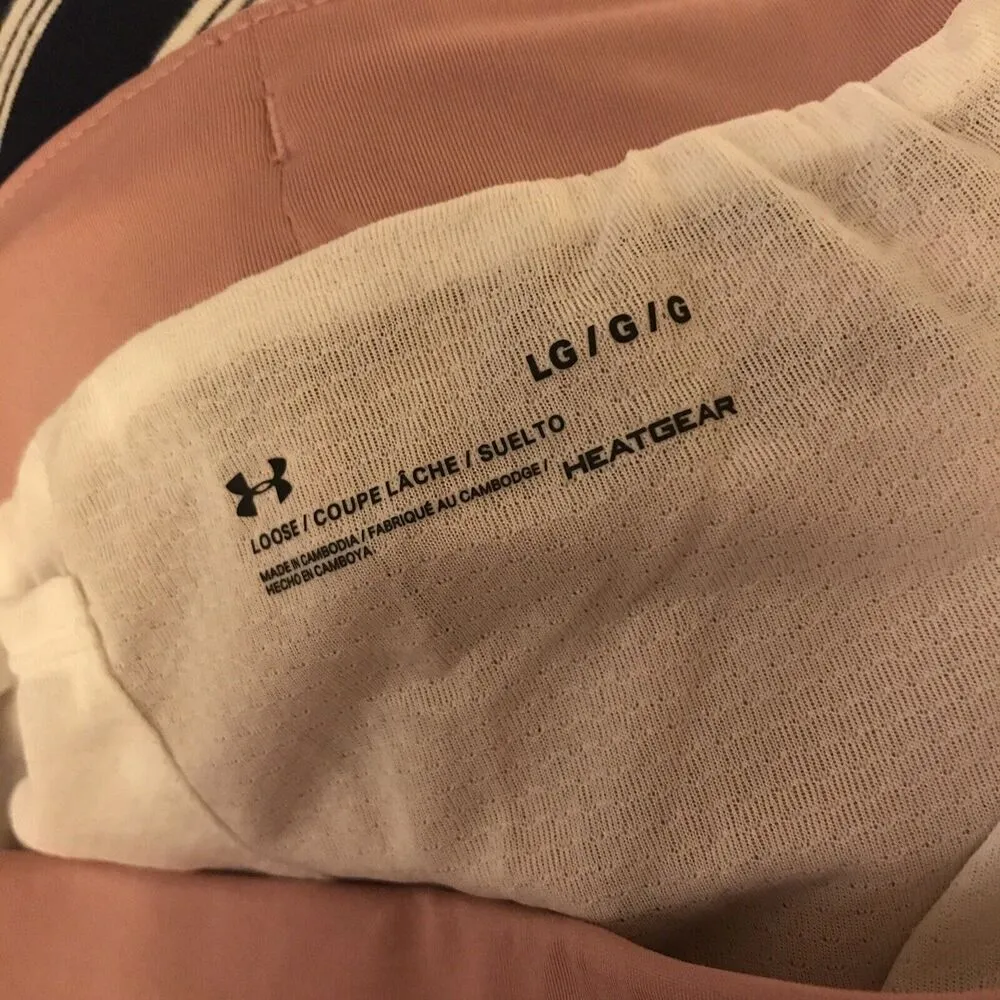 LG / G / G
LOOSE / COUPE LÂCHE / SUELTO
MADE IN CAMBODIA / FABRIQUÉ AU CAMBODGE /
HECHO EN CAMBOYA
HEATGEAR